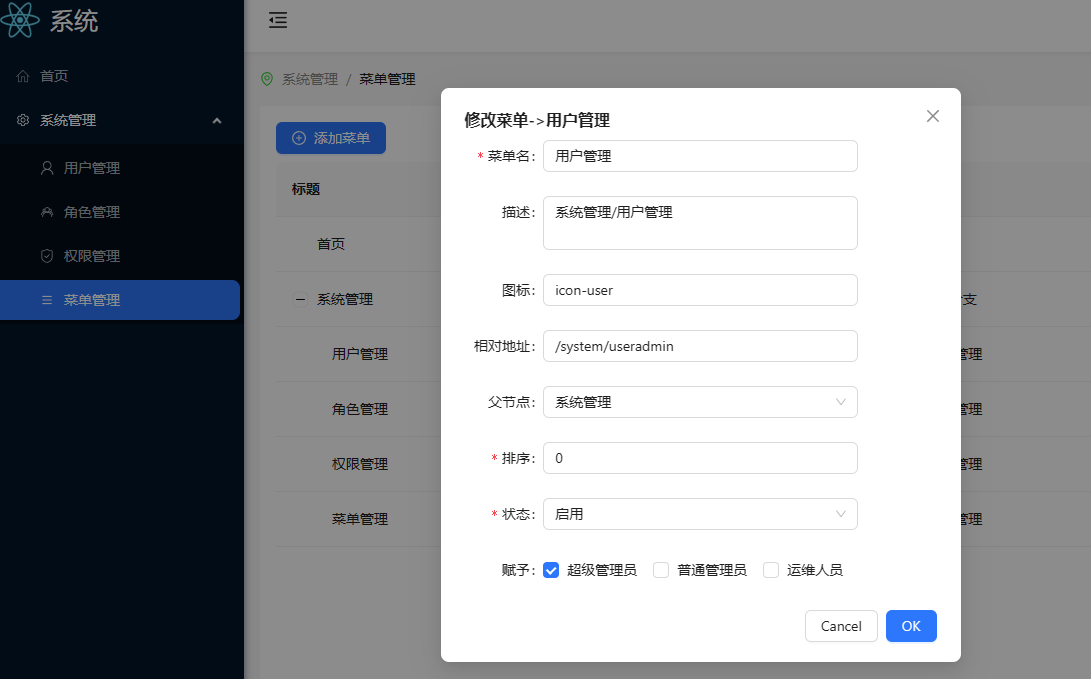 系统
首页
系统管理
用户管理
角色管理
权限管理
菜单管理
系统管理 / 菜单管理
添加菜单
标题
首页
系统管理
用户管理
角色管理
权限管理
菜单管理
支
管理
管理
管理
管理
修改菜单->用户管理
* 菜单名: 用户管理
描述: 系统管理/用户管理
图标: icon-user
相对地址: /system/useradmin
父节点: 系统管理
* 排序: 0
* 状态: 启用
赋予: 超级管理员 普通管理员 运维人员
Cancel OK